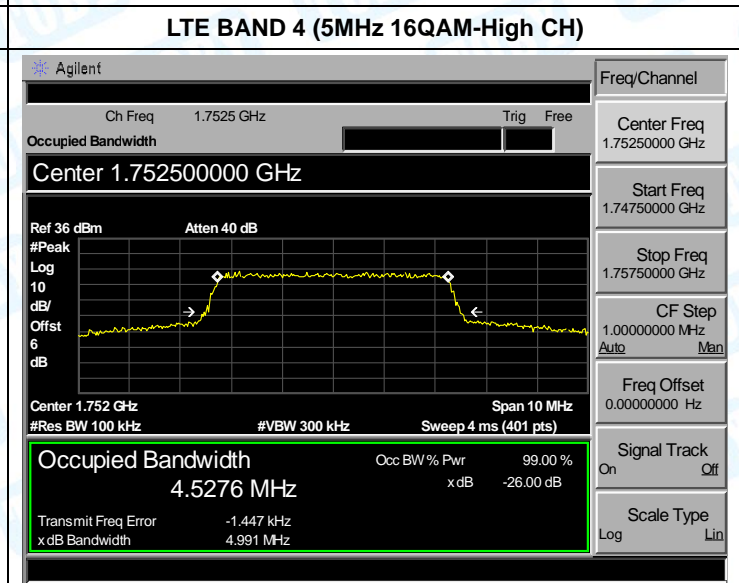 LTE BAND 4 (5MHz 16QAM-High CH)
Agilent
Freq/Channel
Ch Freq 1.7525 GHz Trig Free
Occupied Bandwidth
Center 1.752500000 GHz
Ref 36 dBm Atten 40 dB
#Peak
Log
10
dB/
Offst
6
dB
Center 1.752 GHz Span 10 MHz
#Res BW 100 kHz #VBW 300 kHz Sweep 4 ms (401 pts)
Occupied Bandwidth Occ BW % Pwr 99.00 %
4.5276 MHz x dB -26.00 dB
Transmit Freq Error -1.447 kHz
x dB Bandwidth 4.991 MHz
Center Freq
1.75250000 GHz
Start Freq
1.74750000 GHz
Stop Freq
1.75750000 GHz
CF Step
1.00000000 MHz
Auto Man
Freq Offset
0.00000000 Hz
Signal Track
On Off
Scale Type
Log Lin